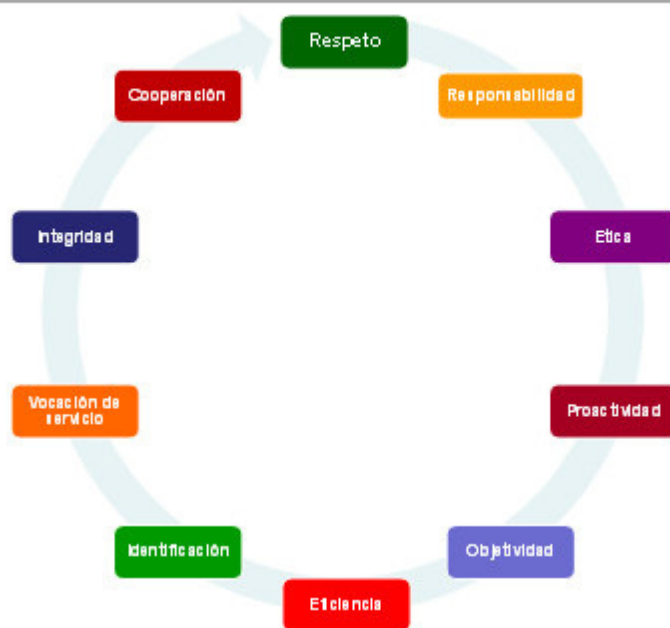 Respeto
Responsabilidad
Etica
Proactividad
Objetividad
Eficiencia
Identificación
Vocación de
servicio
Integridad
Cooperación